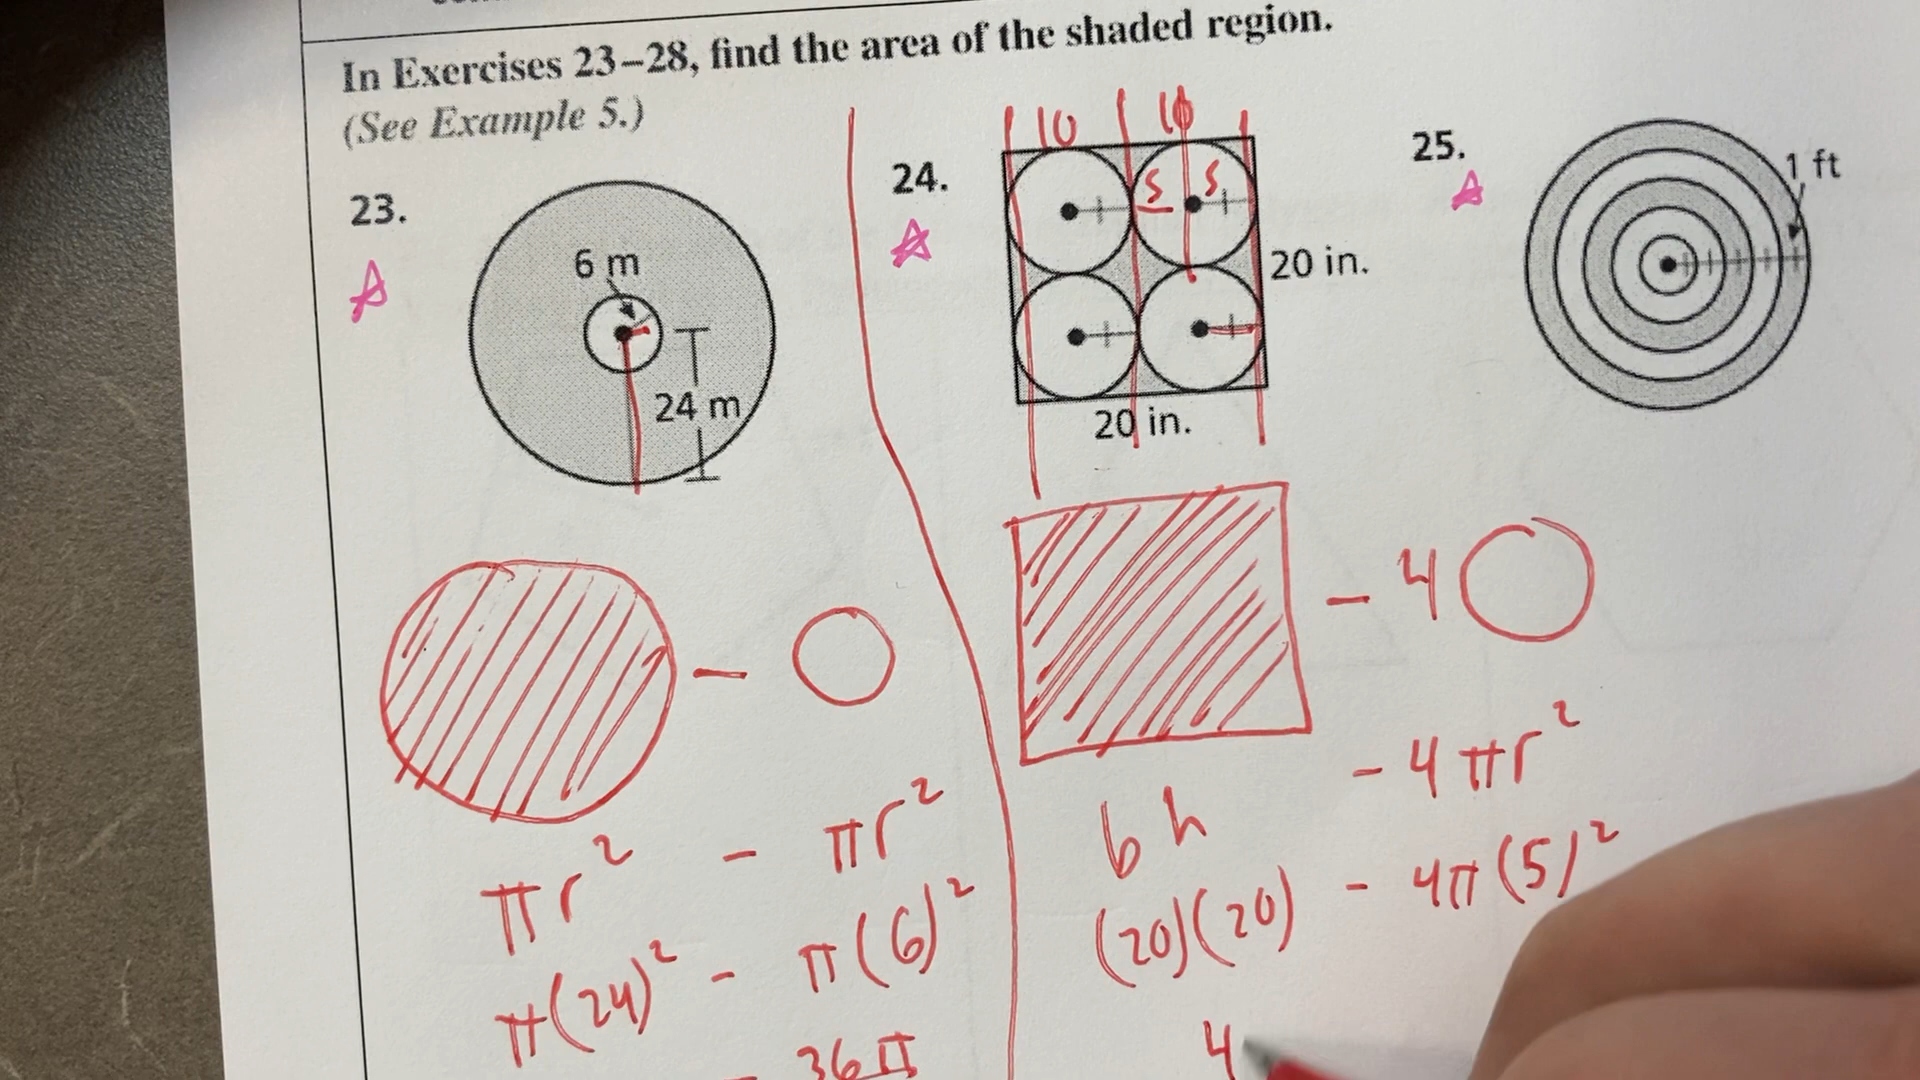 In Exercises 23–28, find the area of the shaded region.
(See Example 5.)
23.
A
6 m
24 m
24.
A
10 10
5 5
20 in.
20 in.
25.
A
1 ft
−
πr² − πr²
π(24)² − π(6)²
− 36π
− 4
bh − 4πr²
(20)(20) − 4π(5)²
4